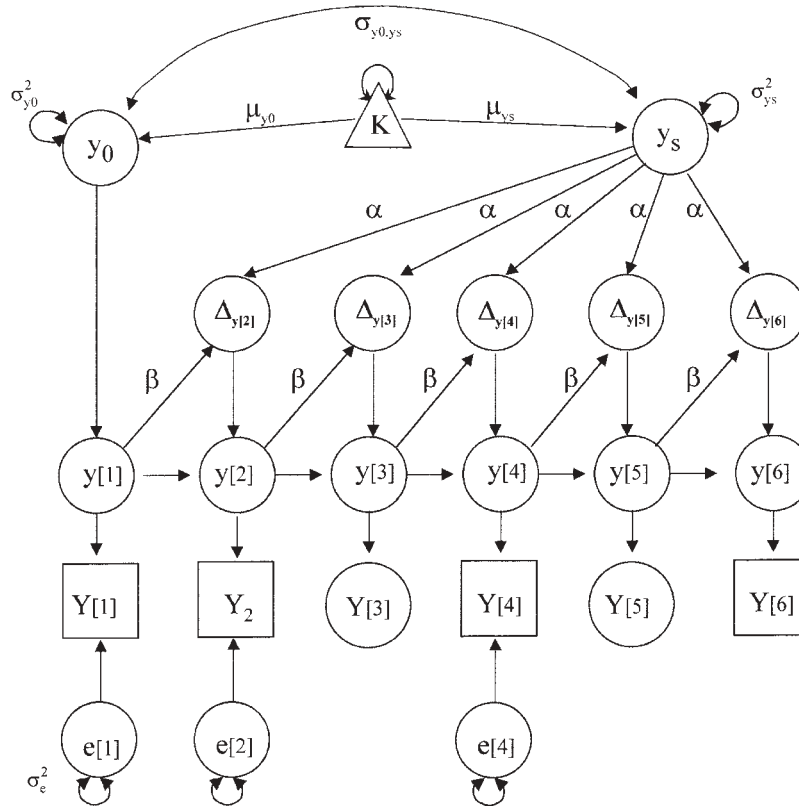 σy0.ys
σ²y0
μy0
K
μys
σ²ys
y0
ys
α α α α α
Δy[2] Δy[3] Δy[4] Δy[5] Δy[6]
β β β β β
y[1] y[2] y[3] y[4] y[5] y[6]
Y[1] Y2 Y[3] Y[4] Y[5] Y[6]
e[1] e[2] e[4]
σ²e